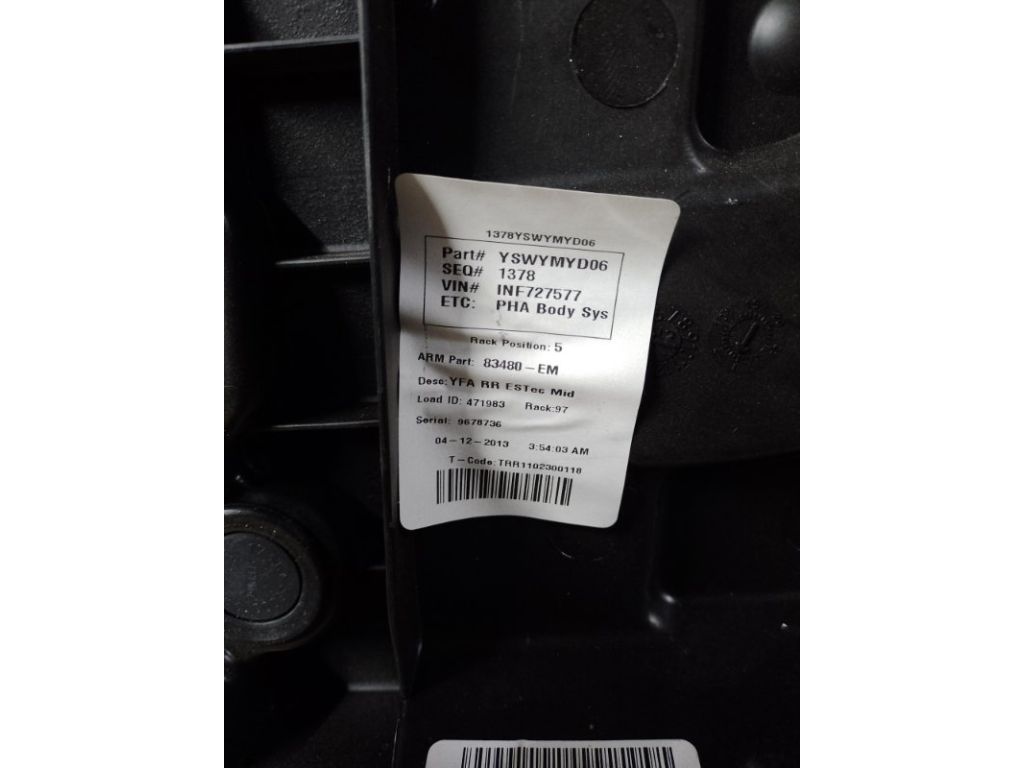 1378YSWYMYD06
Part# YSWYMYD06
SEQ# 1378
VIN# INF727577
ETC: PHA Body Sys
Rack Position: 5
ARM Part: 83480-EM
Desc: YFA RR ESTec Mid
Load ID: 471983 Rack:97
Serial: 9678736
04-12-2013 3:54:03 AM
T-Code: TRR1102300118